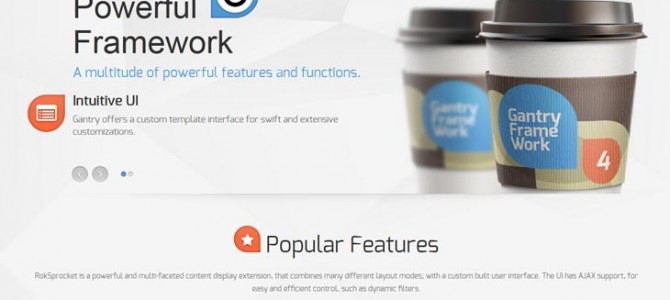 Powerful
Framework
A multitude of powerful features and functions.
Intuitive UI
Gantry offers a custom template interface for swift and extensive
customizations.
Gantry
Frame
Work
Gantry
Frame
Work
4
Popular Features
RokSprocket is a powerful and multi-faceted content display extension, that combines many different layout modes; with a custom built user interface. The UI has AJAX support, for
easy and efficient control, such as dynamic filters.